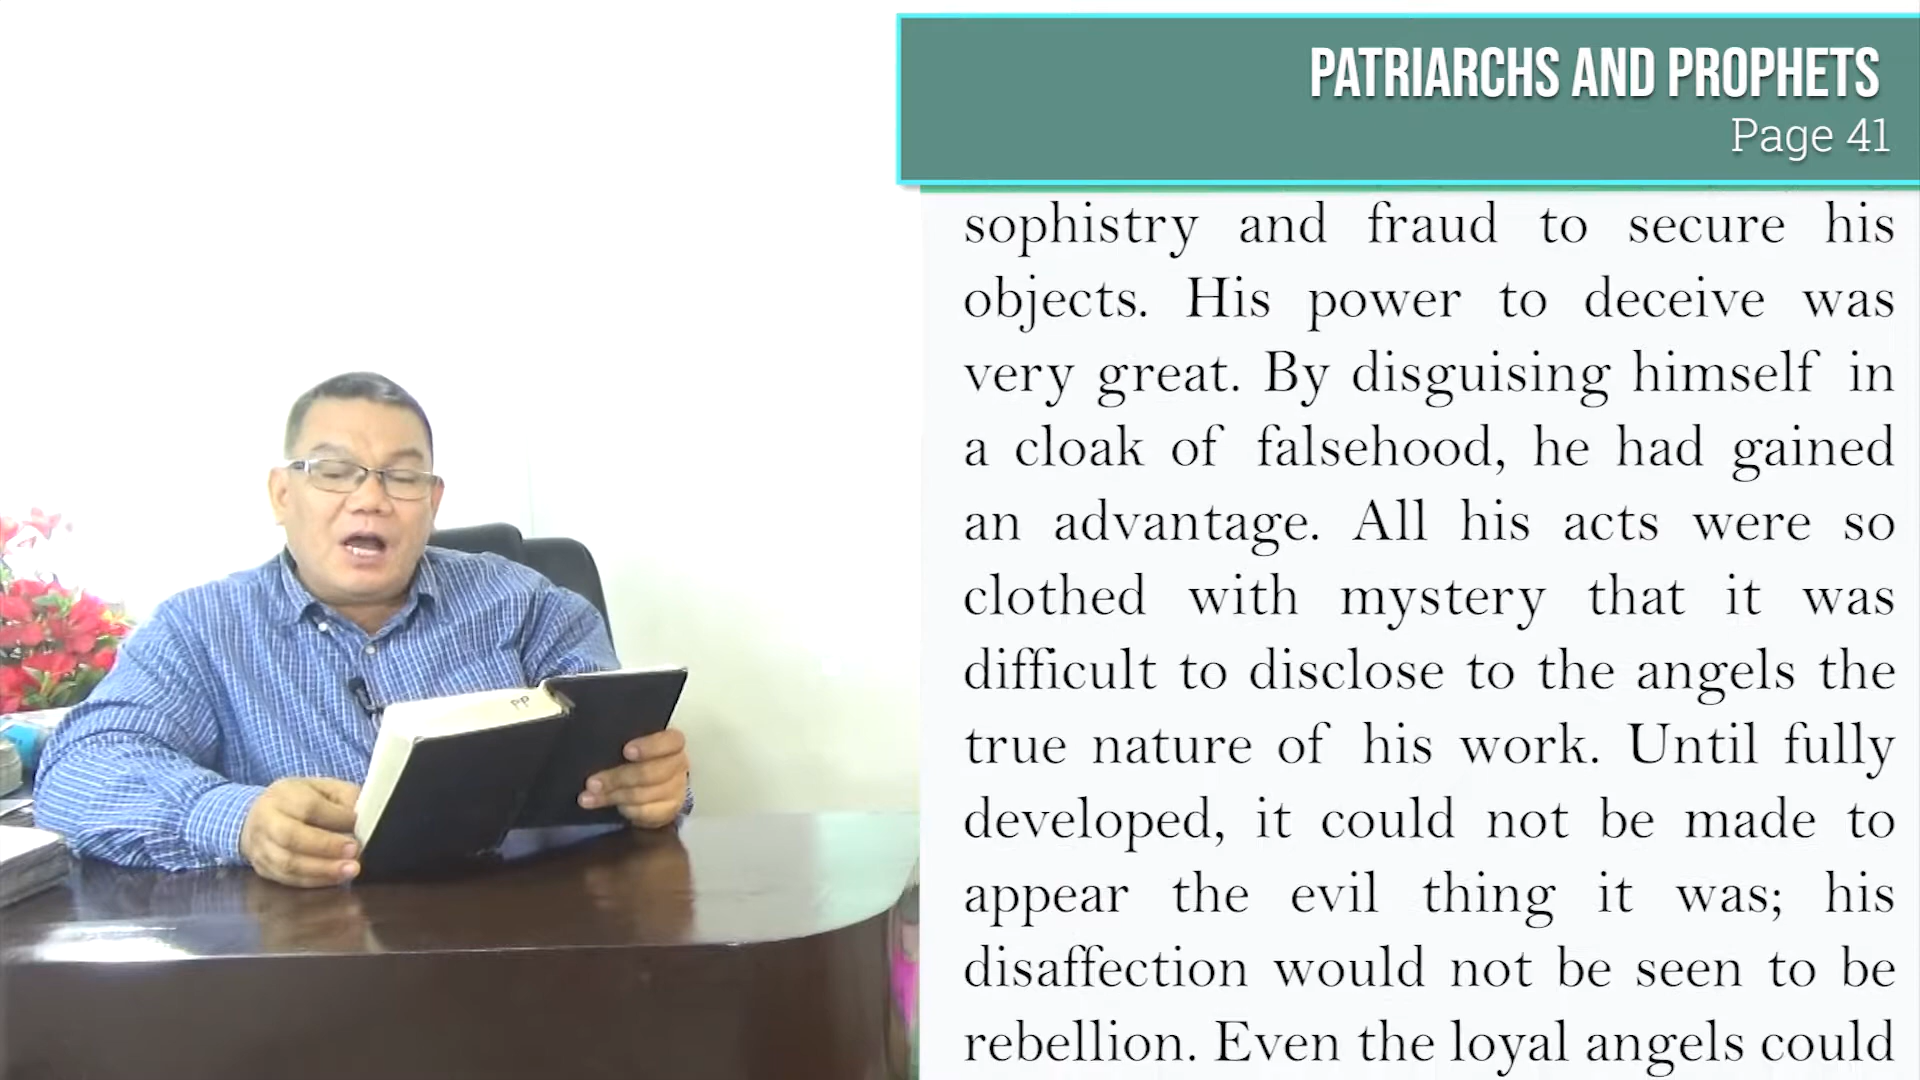 PATRIARCHS AND PROPHETS
Page 41
sophistry and fraud to secure his
objects. His power to deceive was
very great. By disguising himself in
a cloak of falsehood, he had gained
an advantage. All his acts were so
clothed with mystery that it was
difficult to disclose to the angels the
true nature of his work. Until fully
developed, it could not be made to
appear the evil thing it was; his
disaffection would not be seen to be
rebellion. Even the loyal angels could
PP